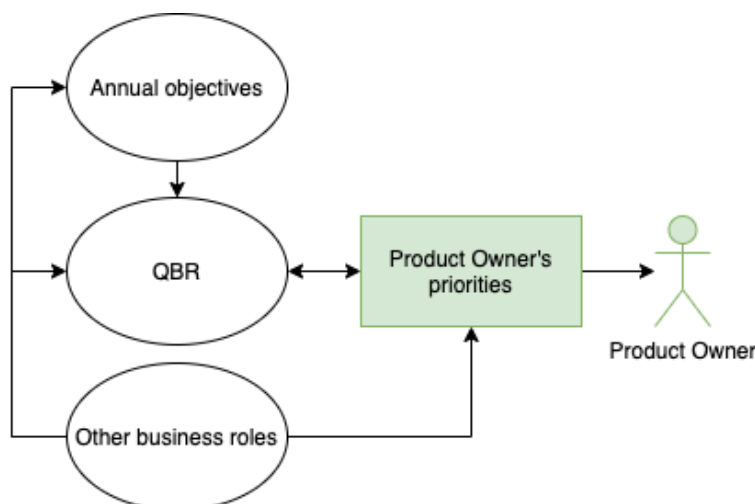 Annual objectives
QBR
Product Owner's
priorities
Product Owner
Other business roles